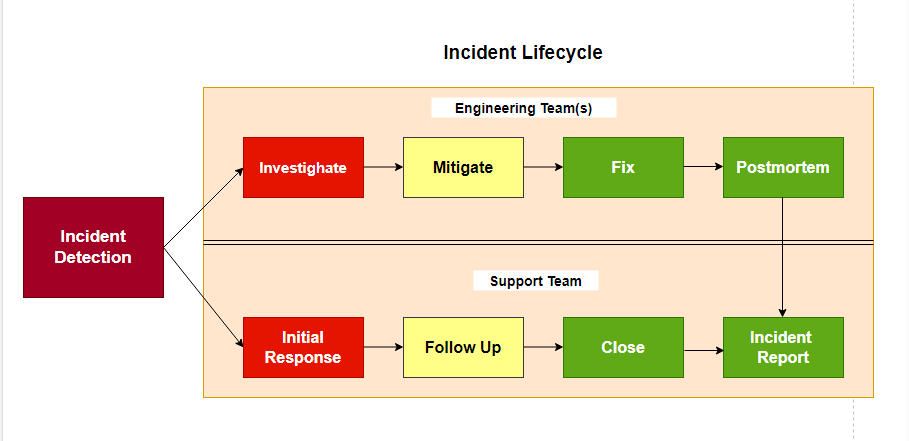 Incident Lifecycle
Engineering Team(s)
Investighate
Mitigate
Fix
Postmortem
Incident
Detection
Support Team
Initial
Response
Follow Up
Close
Incident
Report